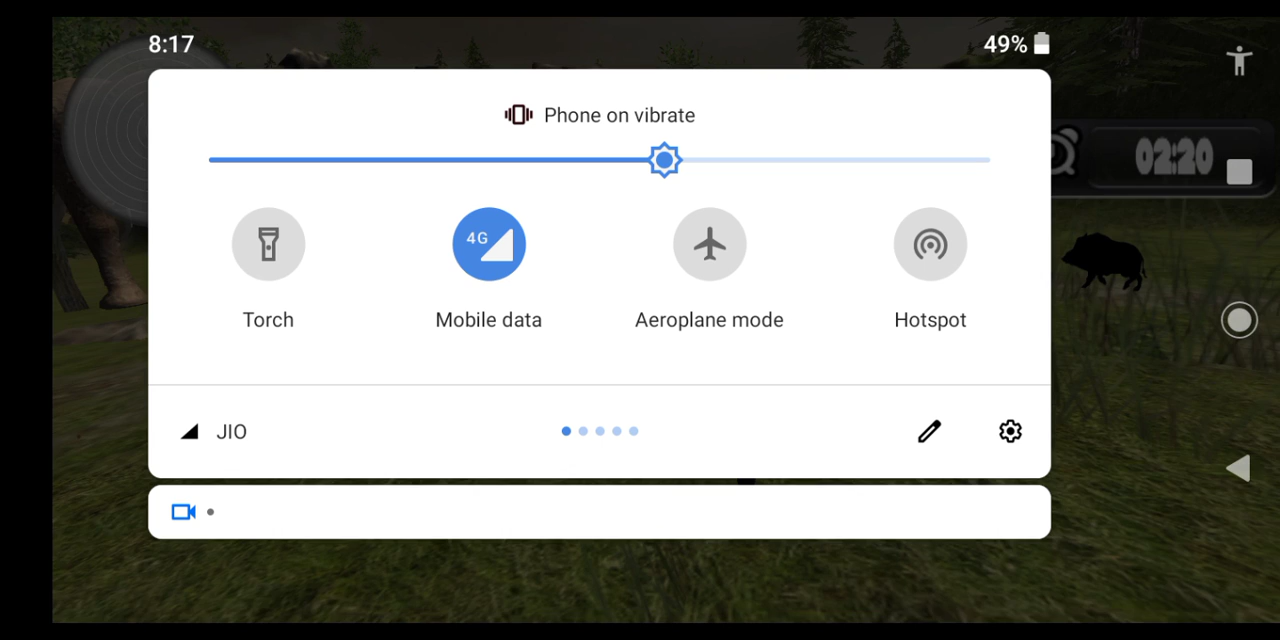 8:17
49%
Phone on vibrate
02:20
4G
Torch
Mobile data
Aeroplane mode
Hotspot
JIO